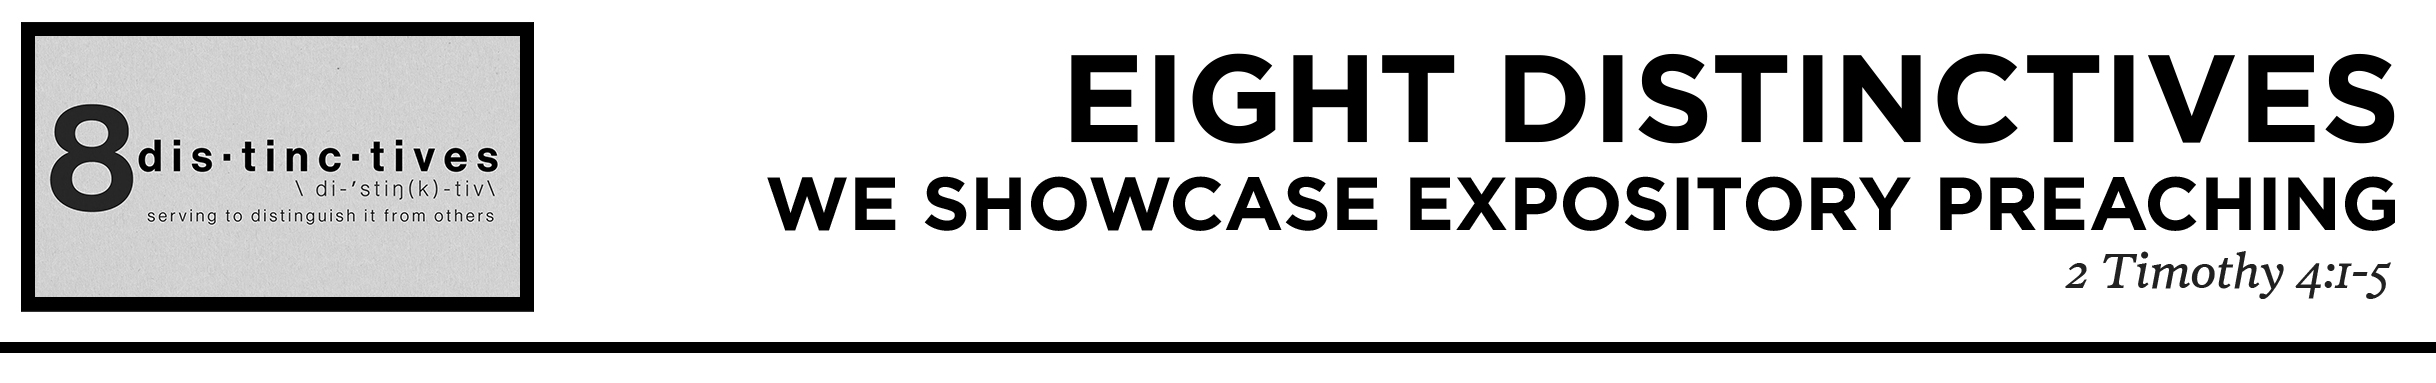 8 dis·tinc·tives
\ di-ˈstiŋ(k)-tiv\
serving to distinguish it from others
EIGHT DISTINCTIVES
WE SHOWCASE EXPOSITORY PREACHING
2 Timothy 4:1-5